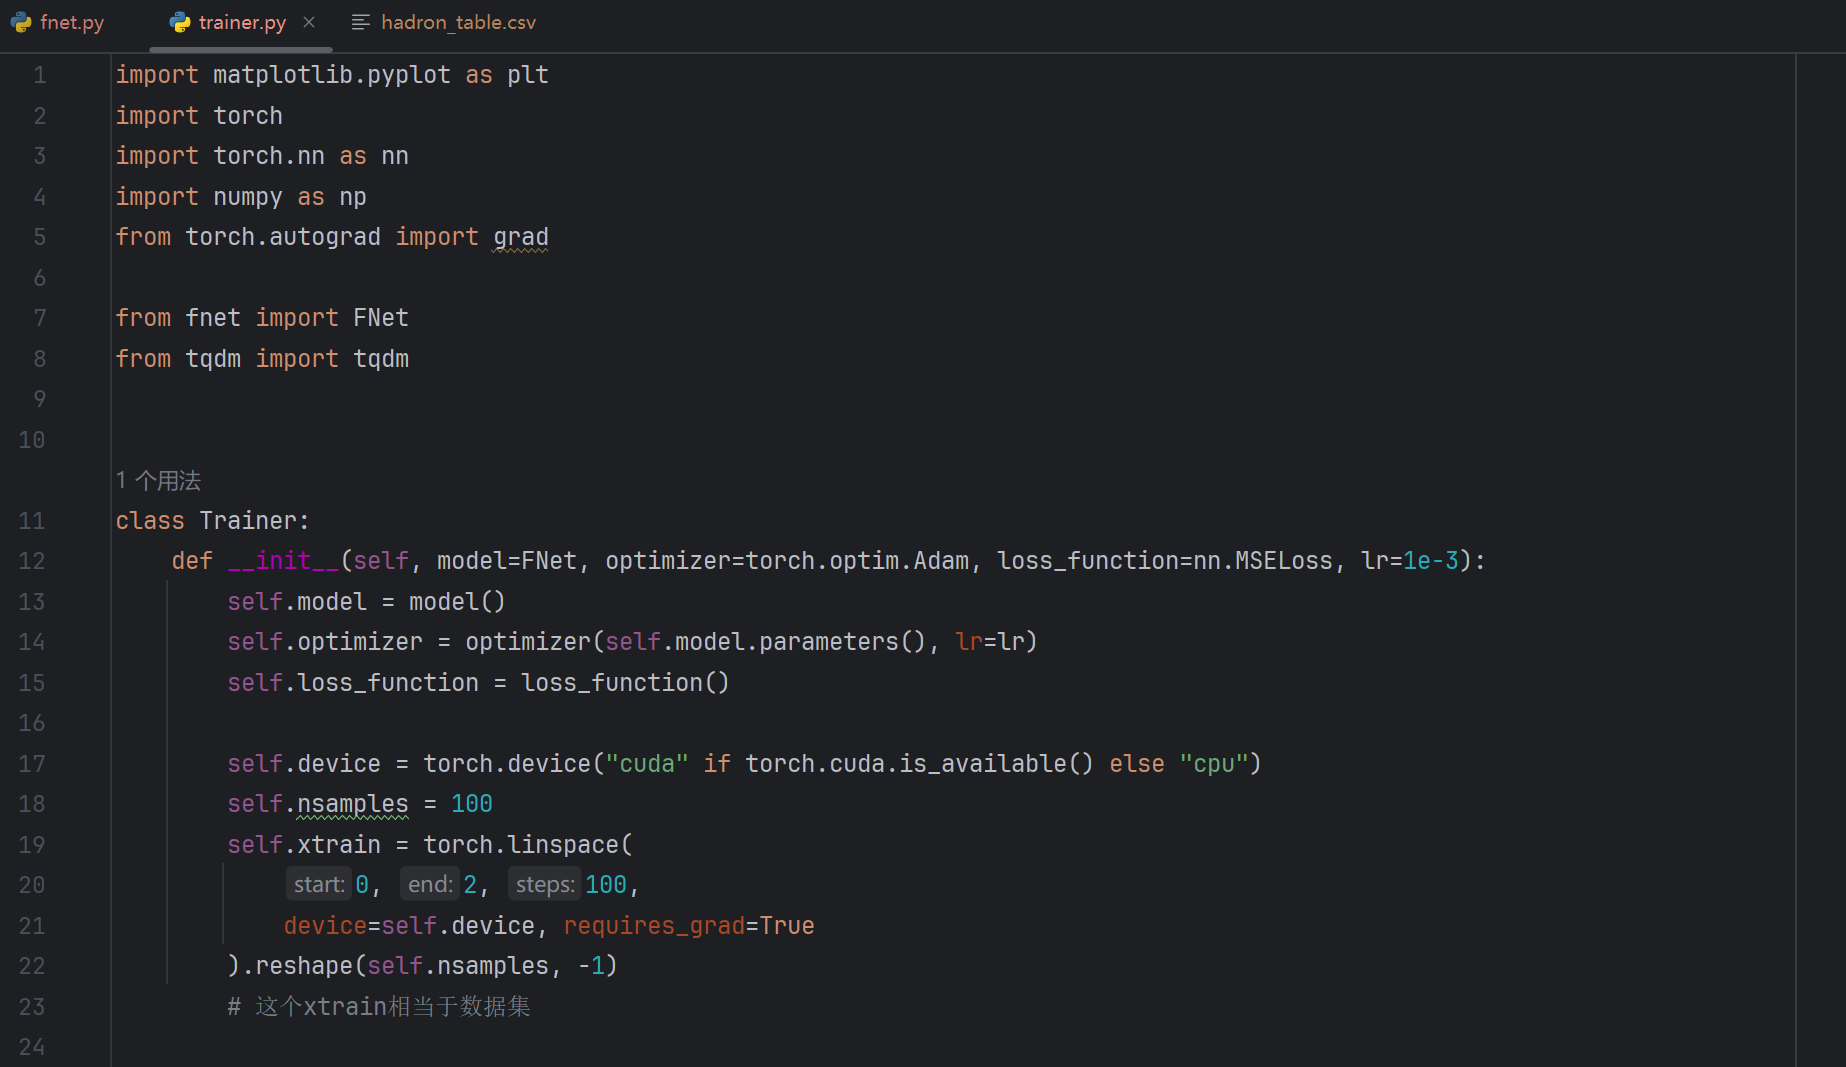 fnet.py trainer.py hadron_table.csv
1 import matplotlib.pyplot as plt
2 import torch
3 import torch.nn as nn
4 import numpy as np
5 from torch.autograd import grad
6
7 from fnet import FNet
8 from tqdm import tqdm
9
10
1 个用法
11 class Trainer:
12 def __init__(self, model=FNet, optimizer=torch.optim.Adam, loss_function=nn.MSELoss, lr=1e-3):
13 self.model = model()
14 self.optimizer = optimizer(self.model.parameters(), lr=lr)
15 self.loss_function = loss_function()
16
17 self.device = torch.device("cuda" if torch.cuda.is_available() else "cpu")
18 self.nsamples = 100
19 self.xtrain = torch.linspace(
20 start: 0, end: 2, steps: 100,
21 device=self.device, requires_grad=True
22 ).reshape(self.nsamples, -1)
23 # 这个xtrain相当于数据集
24